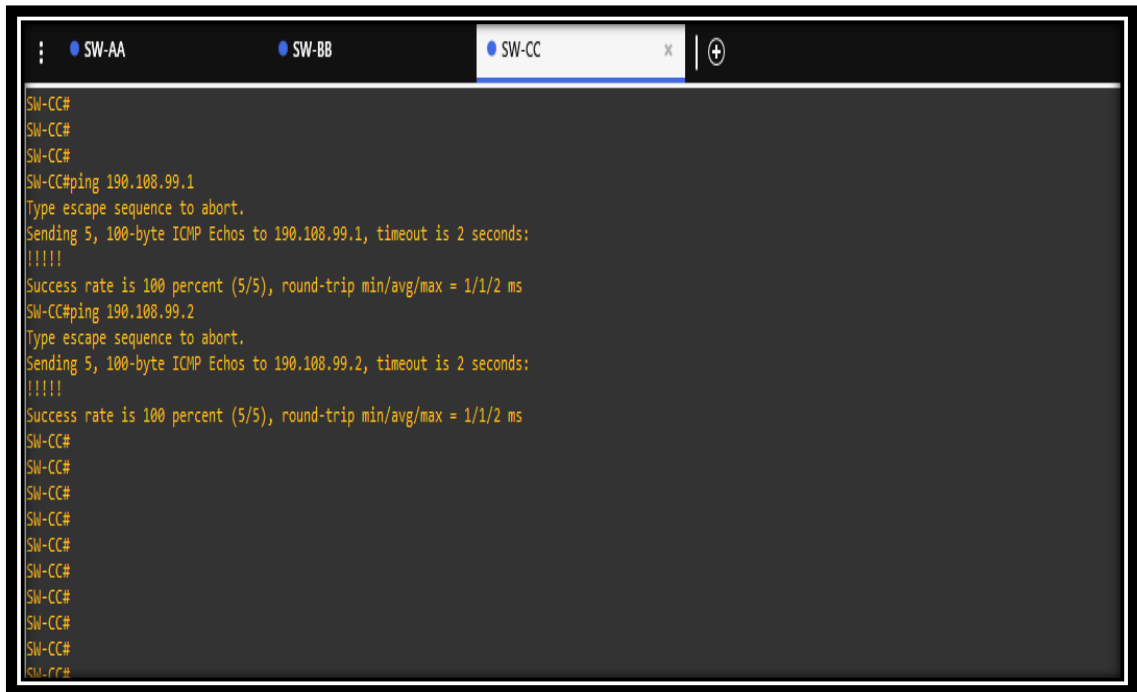 SW-AA SW-BB SW-CC ×
SW-CC#
SW-CC#
SW-CC#
SW-CC#ping 190.108.99.1
Type escape sequence to abort.
Sending 5, 100-byte ICMP Echos to 190.108.99.1, timeout is 2 seconds:
!!!!!
Success rate is 100 percent (5/5), round-trip min/avg/max = 1/1/2 ms
SW-CC#ping 190.108.99.2
Type escape sequence to abort.
Sending 5, 100-byte ICMP Echos to 190.108.99.2, timeout is 2 seconds:
!!!!!
Success rate is 100 percent (5/5), round-trip min/avg/max = 1/1/2 ms
SW-CC#
SW-CC#
SW-CC#
SW-CC#
SW-CC#
SW-CC#
SW-CC#
SW-CC#
SW-CC#
SW-CC#